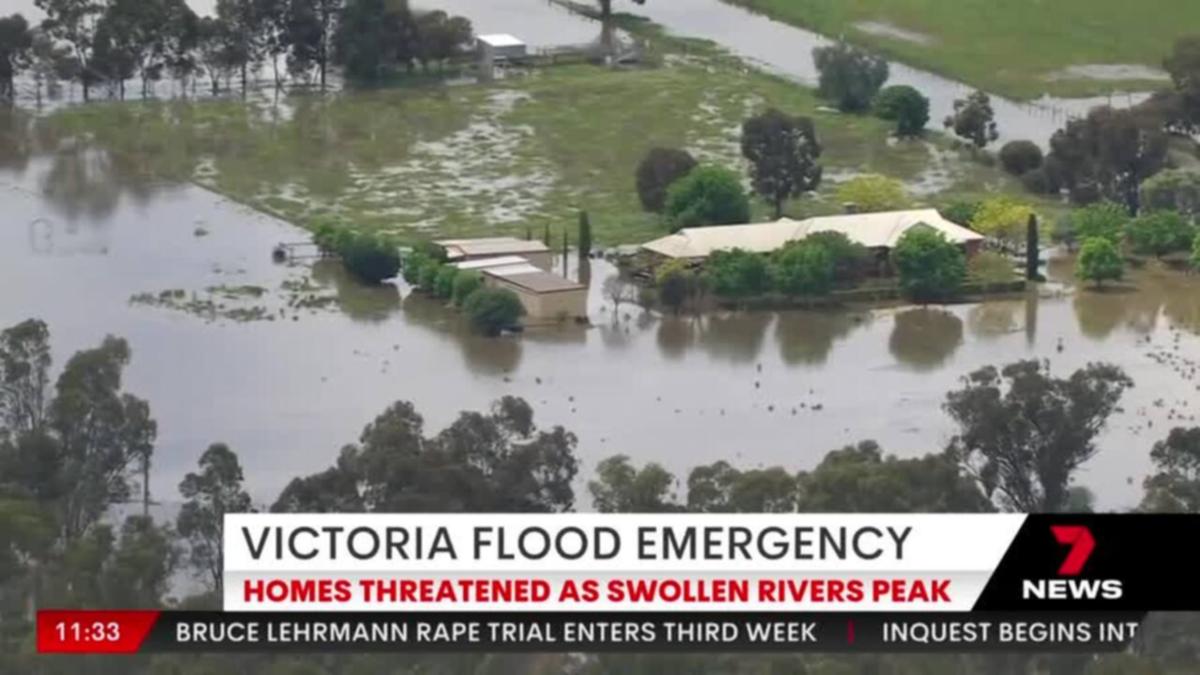 VICTORIA FLOOD EMERGENCY
HOMES THREATENED AS SWOLLEN RIVERS PEAK
7
NEWS
11:33
BRUCE LEHRMANN RAPE TRIAL ENTERS THIRD WEEK | INQUEST BEGINS INT